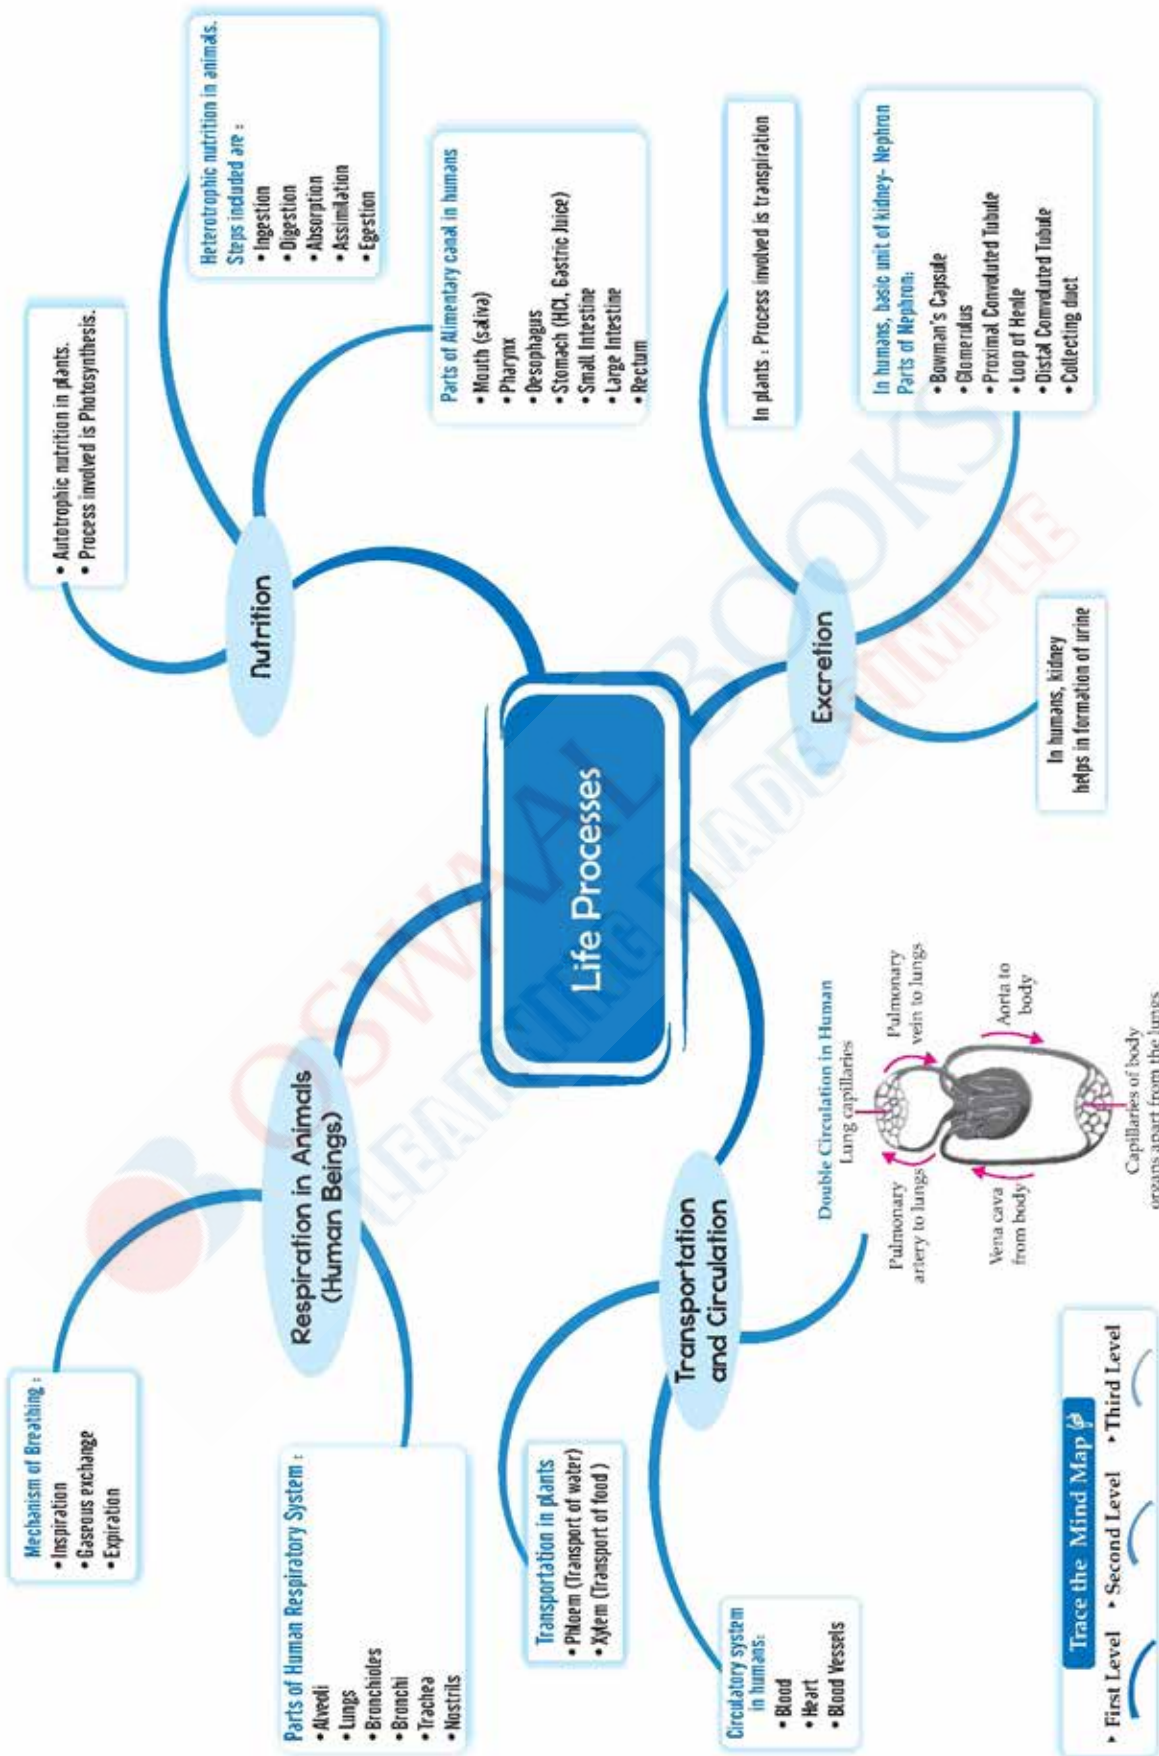 Life Processes
Nutrition
• Autotrophic nutrition in plants.
• Process involved is Photosynthesis.
Heterotrophic nutrition in animals.
Steps included are :
• Ingestion
• Digestion
• Absorption
• Assimilation
• Egestion
Parts of Alimentary canal in humans
• Mouth (saliva)
• Pharynx
• Oesophagus
• Stomach (HCl, Gastric Juice)
• Small Intestine
• Large Intestine
• Rectum
Respiration in Animals
(Human Beings)
Mechanism of Breathing :
• Inspiration
• Gaseous exchange
• Expiration
Parts of Human Respiratory System :
• Alveoli
• Lungs
• Bronchioles
• Bronchi
• Trachea
• Nostrils
Transportation
and Circulation
Transportation in plants
• Phloem (Transport of water)
• Xylem (Transport of food )
Circulatory system
in humans:
• Blood
• Heart
• Blood Vessels
Double Circulation in Human
Lung capillaries
Pulmonary
artery to lungs
Pulmonary
vein to lungs
Vena cava
from body
Aorta to
body
Capillaries of body
organs apart from the lungs
Excretion
In plants : Process involved is transpiration
In humans, basic unit of kidney- Nephron
Parts of Nephron:
• Bowman's Capsule
• Glomerulus
• Proximal Convoluted Tubule
• Loop of Henle
• Distal Comvoluted Tubule
• Collecting duct
In humans, kidney
helps in formation of urine
Trace the Mind Map
▸ First Level ▸ Second Level ▸ Third Level
OSWAAL BOOKS
LEARNING MADE SIMPLE